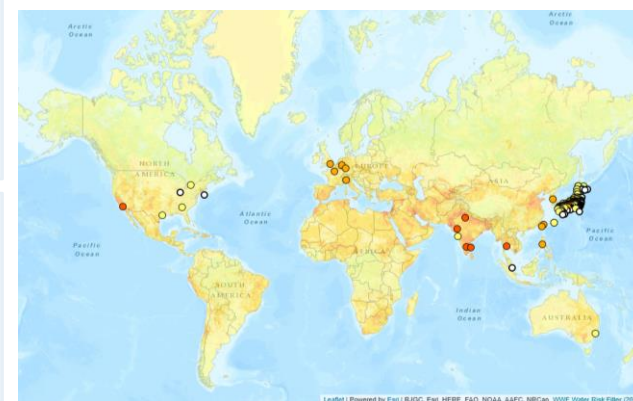 Arctic
Ocean
Arctic
Ocean
NORTH
AMERICA
EUROPE
ASIA
Atlantic
Ocean
Pacific
Ocean
Pacific
Ocean
AFRICA
SOUTH
AMERICA
Indian
Ocean
AUSTRALIA
Leaflet | Powered by Esri | BJGC, Esri, HERE, FAO, NOAA, AAFC, NRCan, WWF Water Risk Filter